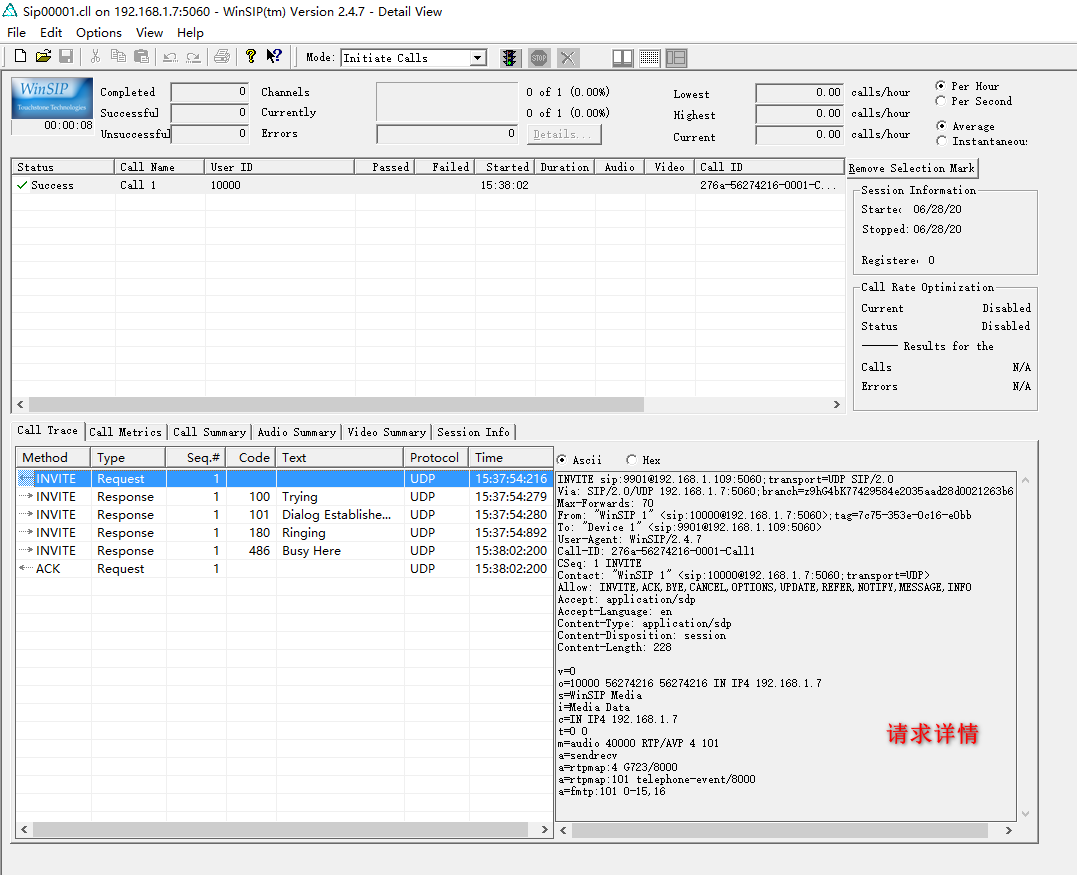 Sip00001.cll on 192.168.1.7:5060 - WinSIP(tm) Version 2.4.7 - Detail View
File Edit Options View Help
Mode: Initiate Calls
STOP
WinSIP
Touchstone Technologies
00:00:08
Completed 0
Successful 0
Unsuccessful 0
Channels 0 of 1 (0.00%)
Currently 0 of 1 (0.00%)
Errors 0 Details...
Lowest 0.00 calls/hour
Highest 0.00 calls/hour
Current 0.00 calls/hour
Per Hour
Per Second
Average
Instantaneou:
Status Call Name User ID Passed Failed Started Duration Audio Video Call ID
Success Call 1 10000 15:38:02 276a-56274216-0001-C...
Remove Selection Mark
Session Information
Starte 06/28/20
Stopped: 06/28/20
Registere 0
Call Rate Optimization
Current Disabled
Status Disabled
Results for the
Calls N/A
Errors N/A
Call Trace Call Metrics Call Summary Audio Summary Video Summary Session Info
Method Type Seq.# Code Text Protocol Time
INVITE Request 1 UDP 15:37:54:216
INVITE Response 1 100 Trying UDP 15:37:54:279
INVITE Response 1 101 Dialog Establishe... UDP 15:37:54:280
INVITE Response 1 180 Ringing UDP 15:37:54:892
INVITE Response 1 486 Busy Here UDP 15:38:02:200
ACK Request 1 UDP 15:38:02:200
Ascii Hex
INVITE sip:9901@192.168.1.109:5060;transport=UDP SIP/2.0
Via: SIP/2.0/UDP 192.168.1.7:5060;branch=z9hG4bK77429584e2035aad28d0021263b6
Max-Forwards: 70
From: "WinSIP 1" <sip:10000@192.168.1.7:5060>;tag=7c75-353e-0c16-e0bb
To: "Device 1" <sip:9901@192.168.1.109:5060>
User-Agent: WinSIP/2.4.7
Call-ID: 276a-56274216-0001-Call1
CSeq: 1 INVITE
Contact: "WinSIP 1" <sip:10000@192.168.1.7:5060;transport=UDP>
Allow: INVITE,ACK,BYE,CANCEL,OPTIONS,UPDATE,REFER,NOTIFY,MESSAGE,INFO
Accept: application/sdp
Accept-Language: en
Content-Type: application/sdp
Content-Disposition: session
Content-Length: 228
v=0
o=10000 56274216 56274216 IN IP4 192.168.1.7
s=WinSIP Media
i=Media Data
c=IN IP4 192.168.1.7
t=0 0
m=audio 40000 RTP/AVP 4 101
a=sendrecv
a=rtpmap:4 G723/8000
a=rtpmap:101 telephone-event/8000
a=fmtp:101 0-15,16
请求详情